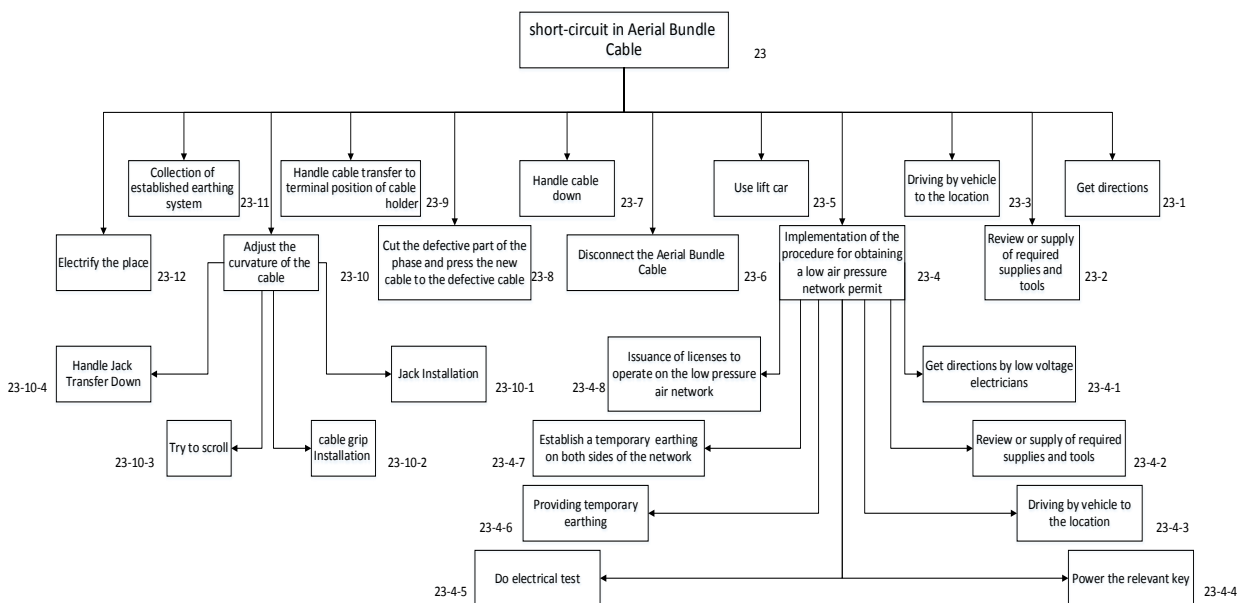 short-circuit in Aerial Bundle
Cable
23
Collection of
established earthing
system
23-11
Handle cable transfer to
terminal position of cable
holder
23-9
Handle cable
down
23-7
Use lift car
23-5
Driving by vehicle
to the location
23-3
Get directions
23-1
Electrify the place
23-12
Adjust the
curvature of the
cable
23-10
Cut the defective part of the
phase and press the new
cable to the defective cable
23-8
Disconnect the Aerial Bundle
Cable
23-6
Implementation of the
procedure for obtaining
a low air pressure
network permit
23-4
Review or supply
of required
supplies and
tools
23-2
23-10-4
Handle Jack
Transfer Down
Jack Installation
23-10-1
23-4-8
Issuance of licenses to
operate on the low pressure
air network
Get directions by low voltage
electricians
23-4-1
23-10-3
Try to scroll
cable grip
Installation
23-10-2
23-4-7
Establish a temporary earthing
on both sides of the network
Review or supply of required
supplies and tools
23-4-2
23-4-6
Providing temporary
earthing
Driving by vehicle to
the location
23-4-3
23-4-5
Do electrical test
Power the relevant key
23-4-4